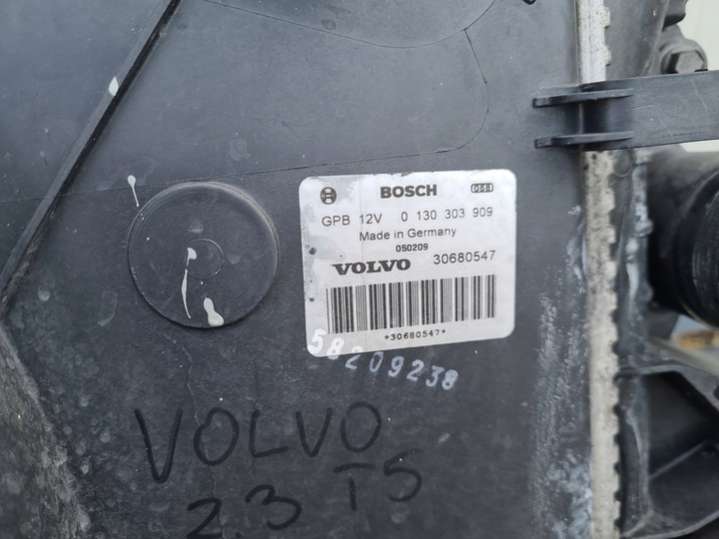 BOSCH
GPB 12V 0 130 303 909
Made in Germany
050209
VOLVO 30680547
*30680547*
58209238
VOLVO
2.3 T5